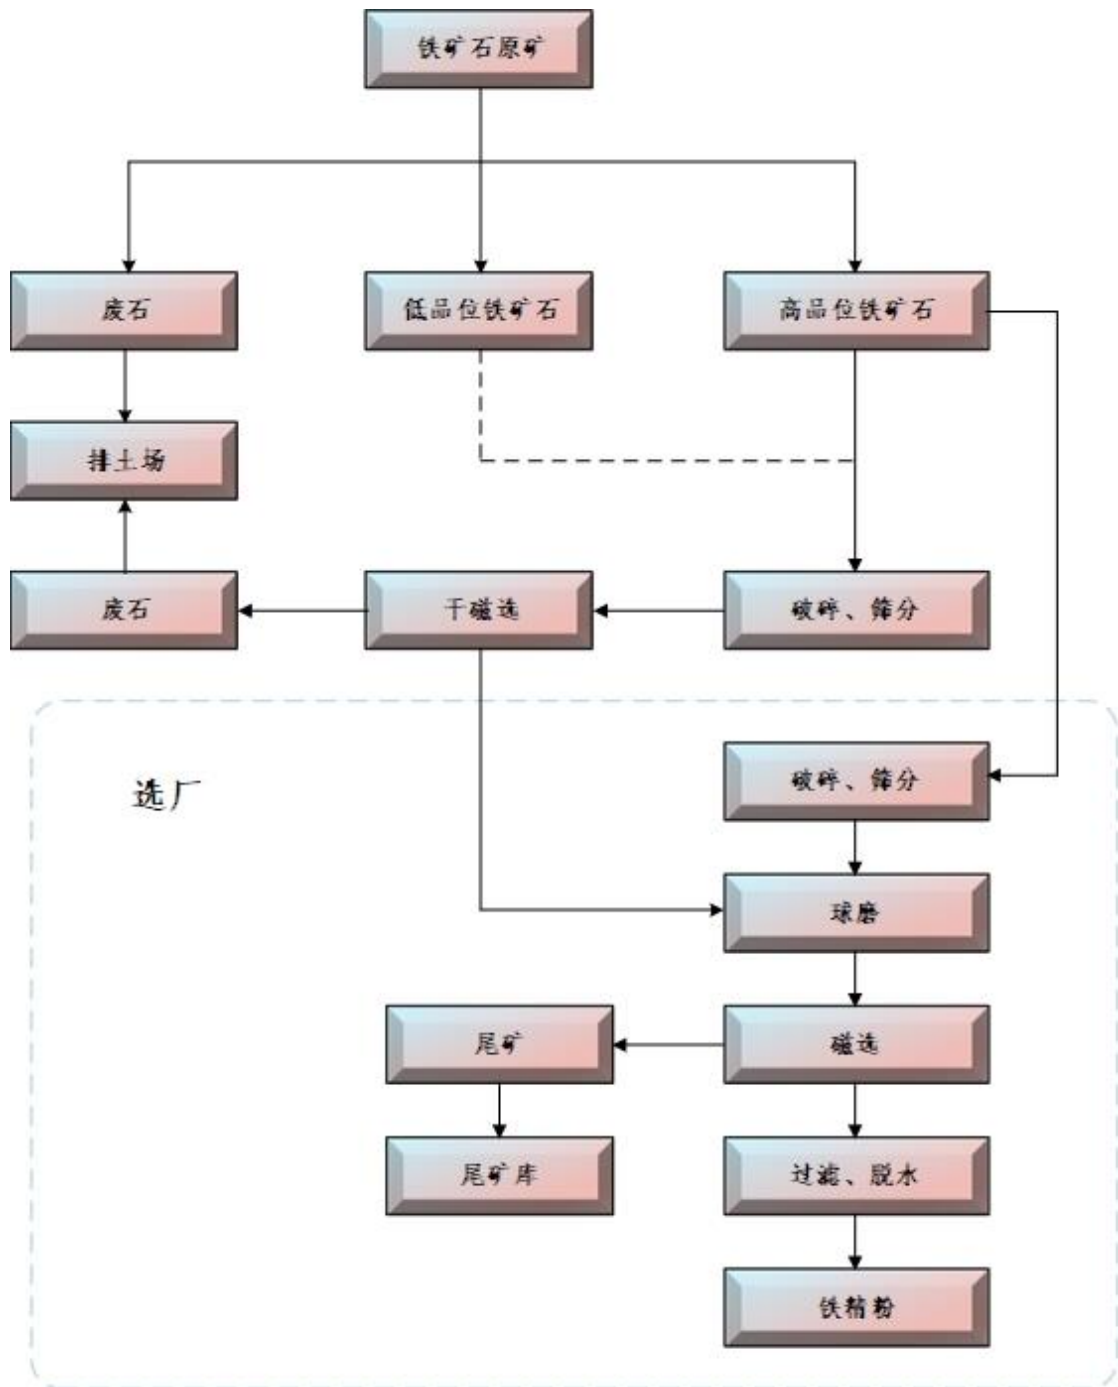 铁矿石原矿
废石
低品位铁矿石
高品位铁矿石
排土场
废石
干磁选
破碎、筛分
选厂
破碎、筛分
球磨
尾矿
磁选
尾矿库
过滤、脱水
铁精粉